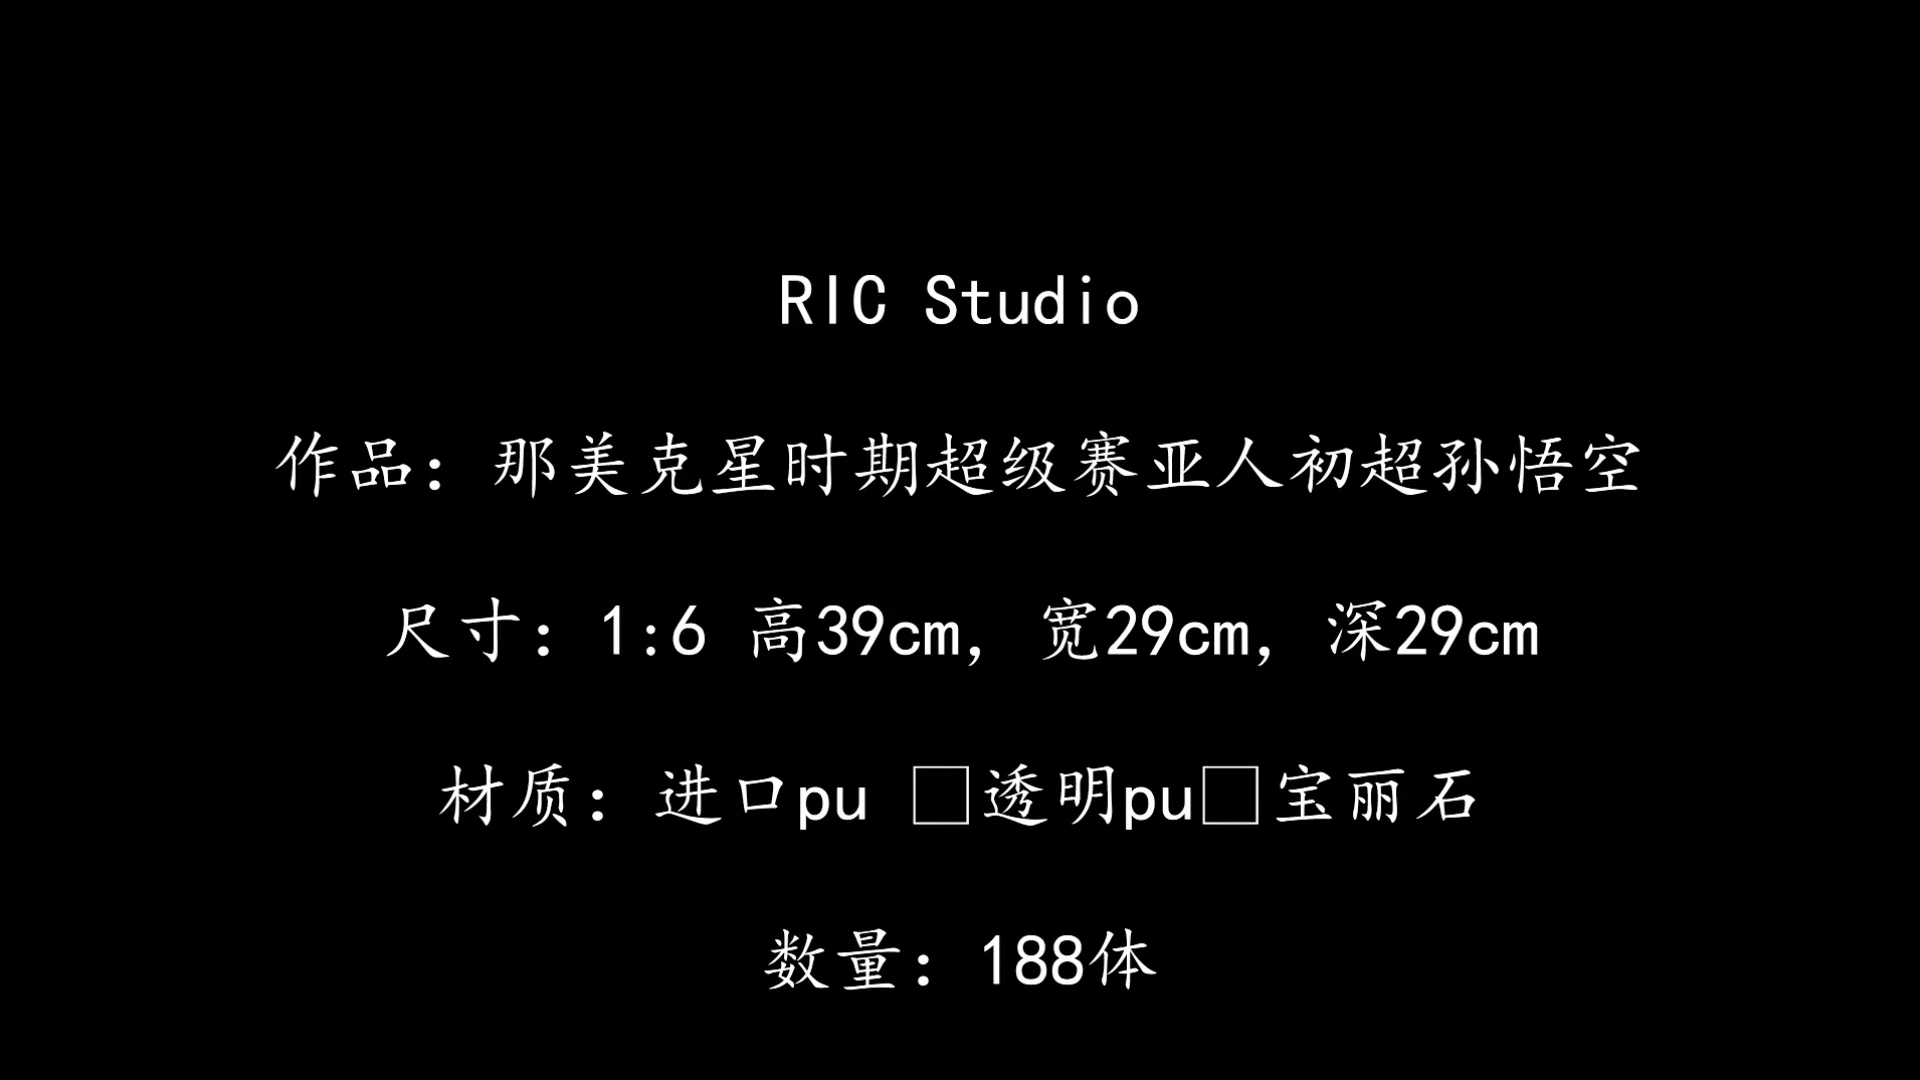 RIC Studio
作品：那美克星时期超级赛亚人初超孙悟空
尺寸：1:6 高39cm, 宽29cm, 深29cm
材质：进口pu □透明pu□宝丽石
数量：188体